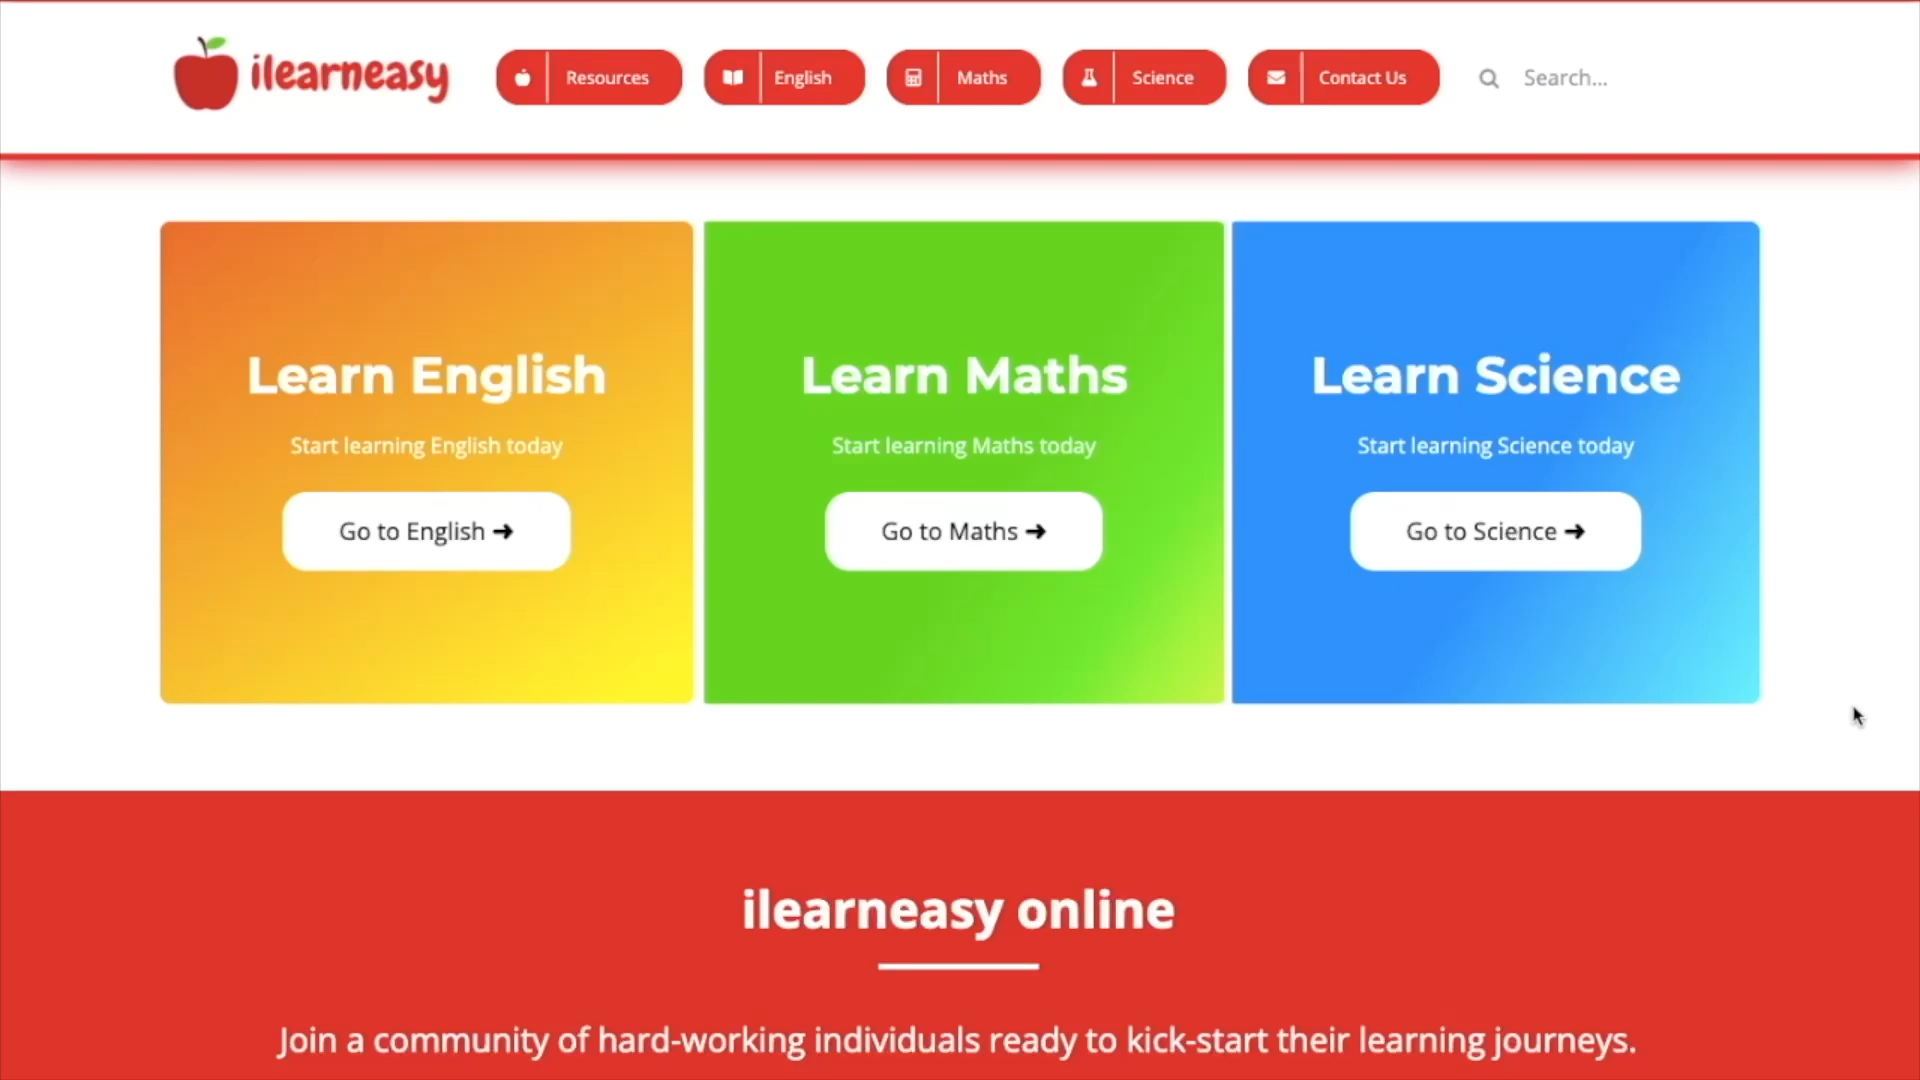 ilearneasy
Resources
English
Maths
Science
Contact Us
Search...
Learn English
Start learning English today
Go to English ➜
Learn Maths
Start learning Maths today
Go to Maths ➜
Learn Science
Start learning Science today
Go to Science ➜
ilearneasy online
Join a community of hard-working individuals ready to kick-start their learning journeys.